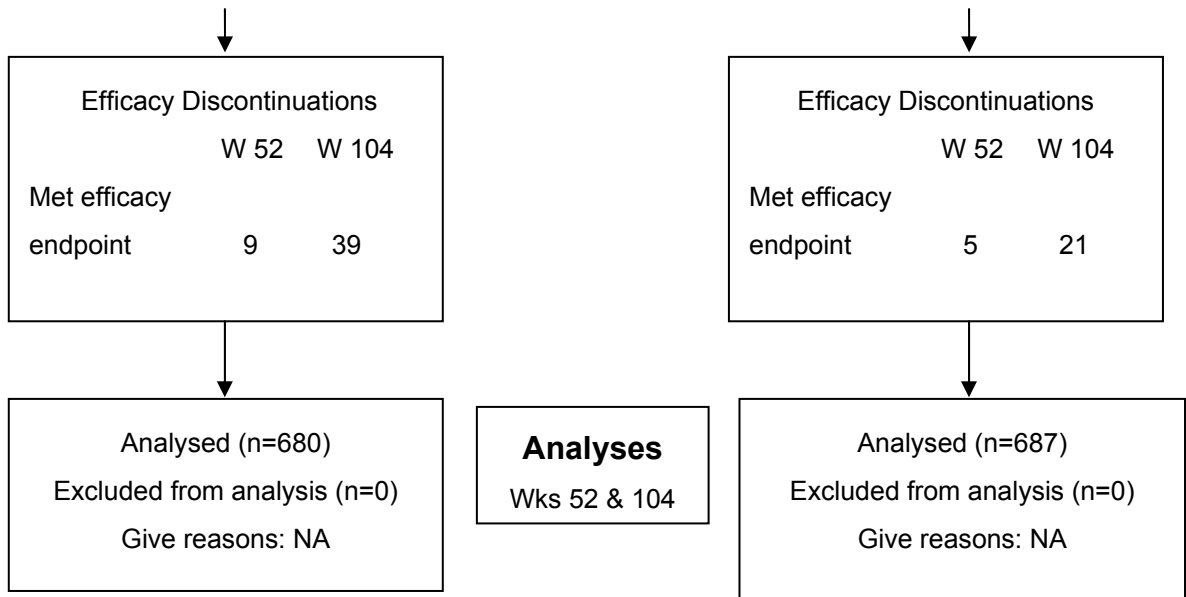 Efficacy Discontinuations
W 52 W 104
Met efficacy
endpoint 9 39
Efficacy Discontinuations
W 52 W 104
Met efficacy
endpoint 5 21
Analysed (n=680)
Excluded from analysis (n=0)
Give reasons: NA
Analyses
Wks 52 & 104
Analysed (n=687)
Excluded from analysis (n=0)
Give reasons: NA